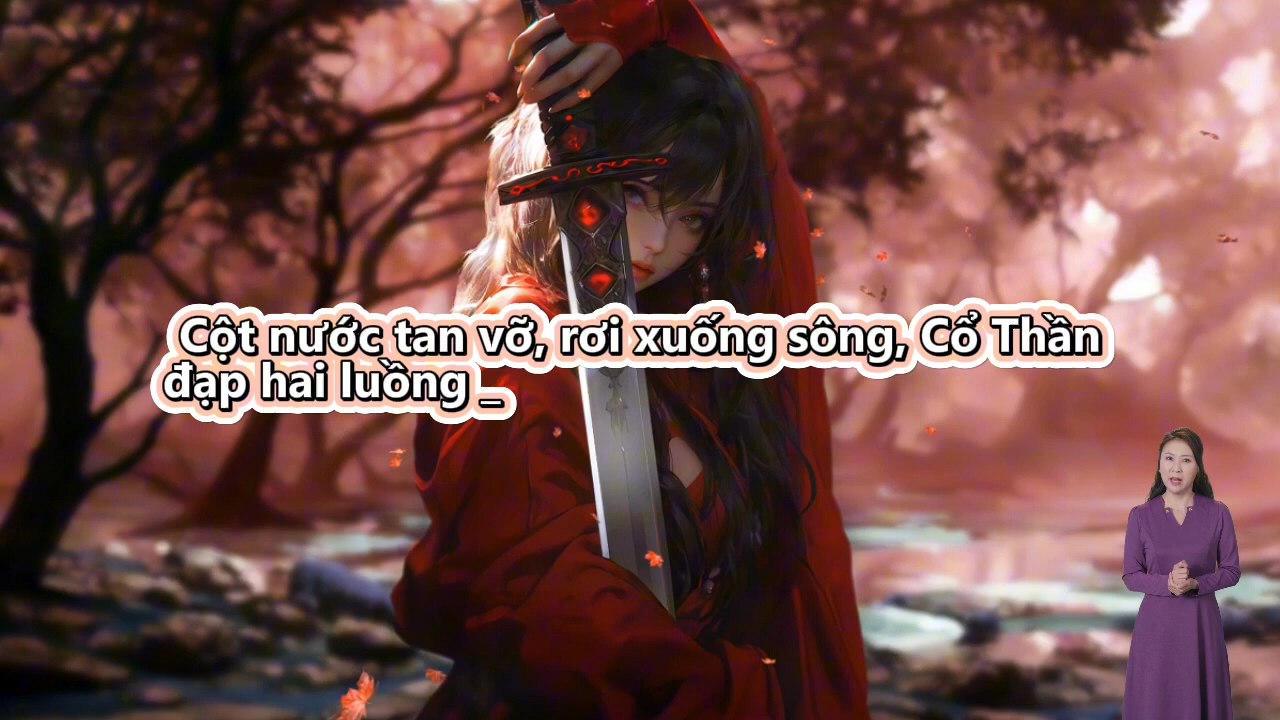 Cột nước tan vỡ, rơi xuống sông, Cổ Thần
đạp hai luồng _